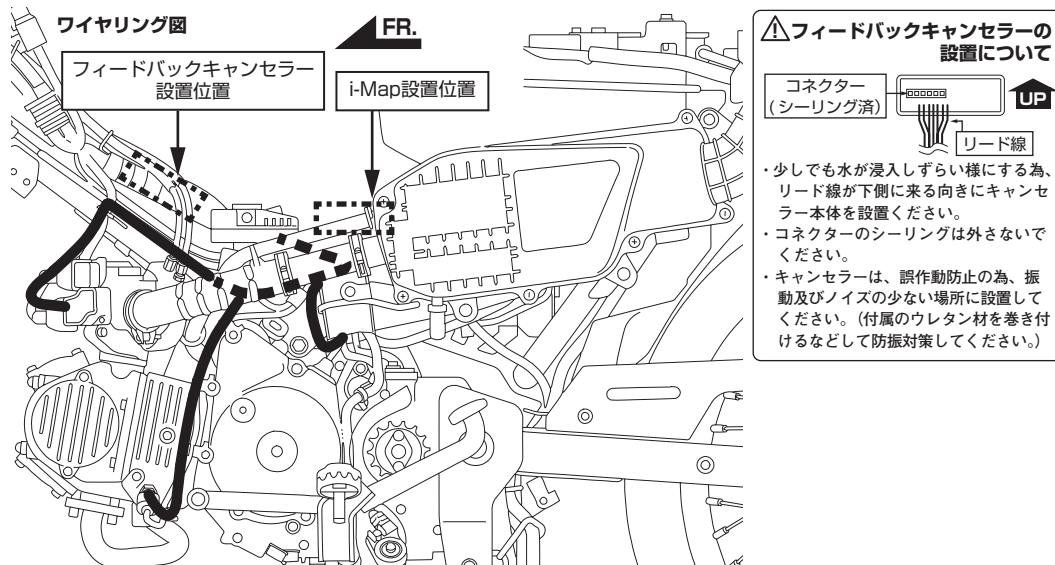 ワイヤリング図
FR.
フィードバックキャンセラー
設置位置
i-Map設置位置
⚠フィードバックキャンセラーの
設置について
コネクター
(シーリング済)
UP
リード線
・少しでも水が浸入しずらい様にする為、
リード線が下側に来る向きにキャンセ
ラー本体を設置ください。
・コネクターのシーリングは外さないで
ください。
・キャンセラーは、誤作動防止の為、振
動及びノイズの少ない場所に設置して
ください。(付属のウレタン材を巻き付
けるなどして防振対策してください。)